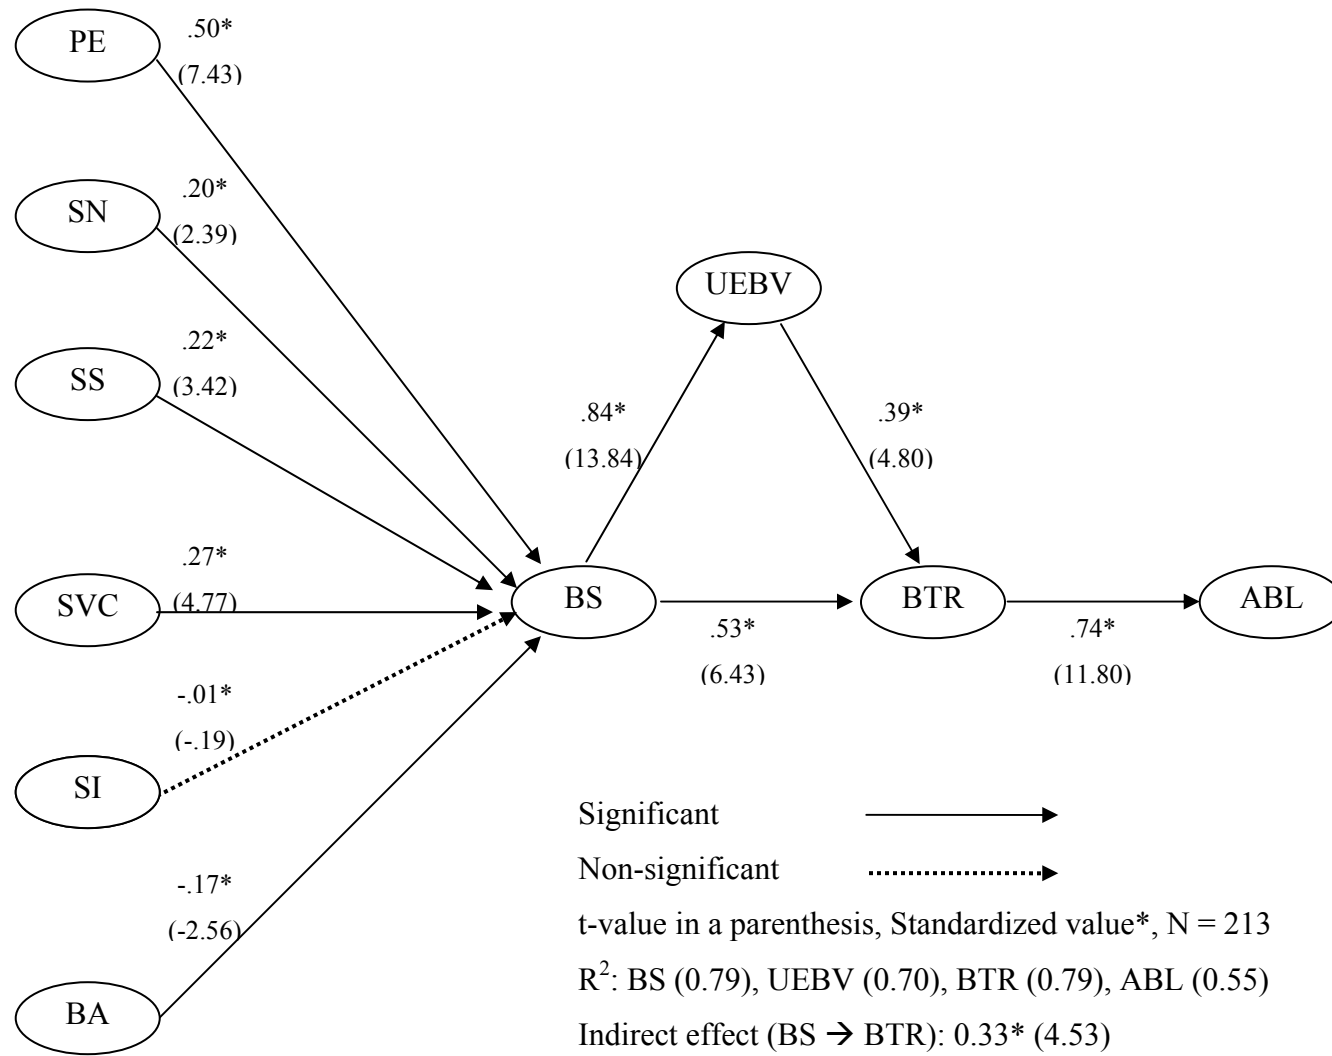 PE
.50*
(7.43)
SN
.20*
(2.39)
SS
.22*
(3.42)
SVC
.27*
(4.77)
SI
-.01*
(-.19)
BA
-.17*
(-2.56)
UEBV
.84*
(13.84)
.39*
(4.80)
BS
.53*
(6.43)
BTR
.74*
(11.80)
ABL
Significant
Non-significant
t-value in a parenthesis, Standardized value*, N = 213
R²: BS (0.79), UEBV (0.70), BTR (0.79), ABL (0.55)
Indirect effect (BS → BTR): 0.33* (4.53)